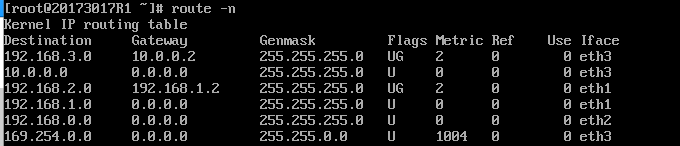 [root@20173017R1 ~]# route -n
Kernel IP routing table
Destination     Gateway         Genmask         Flags Metric Ref    Use Iface
192.168.3.0     10.0.0.2        255.255.255.0   UG    2      0        0 eth3
10.0.0.0        0.0.0.0         255.255.255.0   U     0      0        0 eth3
192.168.2.0     192.168.1.2     255.255.255.0   UG    2      0        0 eth1
192.168.1.0     0.0.0.0         255.255.255.0   U     0      0        0 eth1
192.168.0.0     0.0.0.0         255.255.255.0   U     0      0        0 eth2
169.254.0.0     0.0.0.0         255.255.0.0     U     1004   0        0 eth3